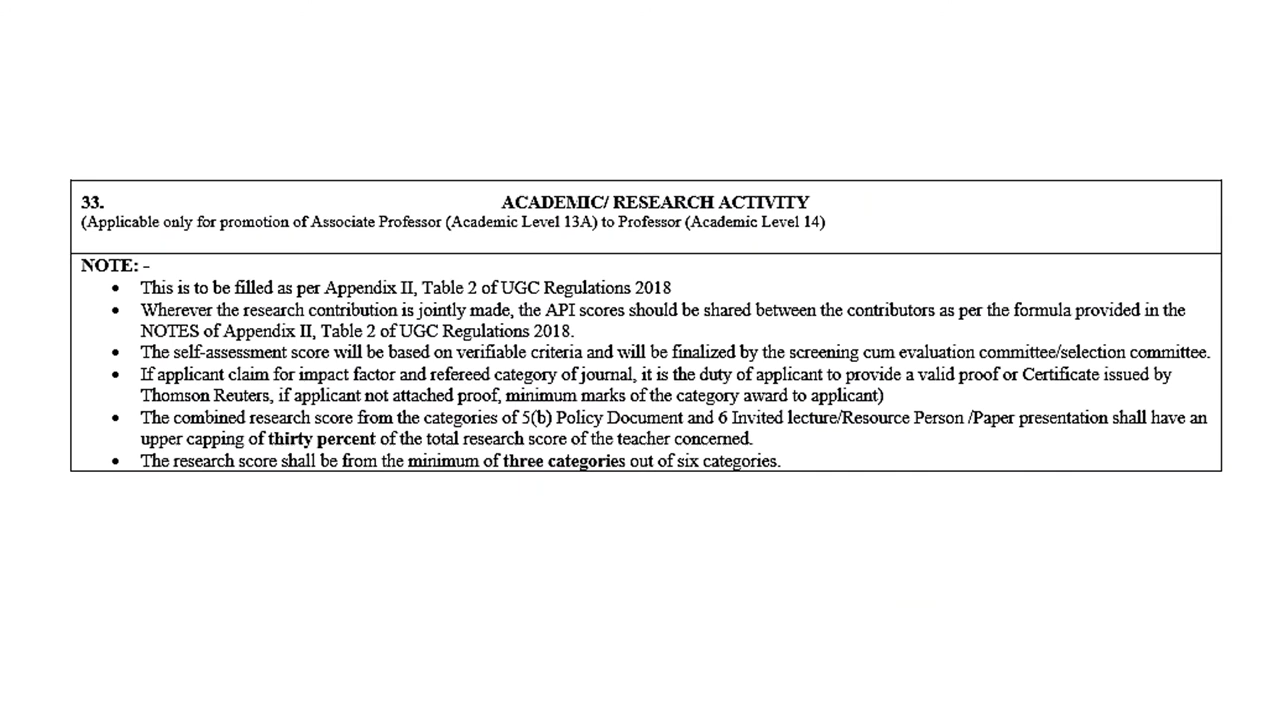 33. ACADEMIC/ RESEARCH ACTIVITY
(Applicable only for promotion of Associate Professor (Academic Level 13A) to Professor (Academic Level 14)
NOTE: -
• This is to be filled as per Appendix II, Table 2 of UGC Regulations 2018
• Wherever the research contribution is jointly made, the API scores should be shared between the contributors as per the formula provided in the
NOTES of Appendix II, Table 2 of UGC Regulations 2018.
• The self-assessment score will be based on verifiable criteria and will be finalized by the screening cum evaluation committee/selection committee.
• If applicant claim for impact factor and refereed category of journal, it is the duty of applicant to provide a valid proof or Certificate issued by
Thomson Reuters, if applicant not attached proof, minimum marks of the category award to applicant)
• The combined research score from the categories of 5(b) Policy Document and 6 Invited lecture/Resource Person /Paper presentation shall have an
upper capping of thirty percent of the total research score of the teacher concerned.
• The research score shall be from the minimum of three categories out of six categories.